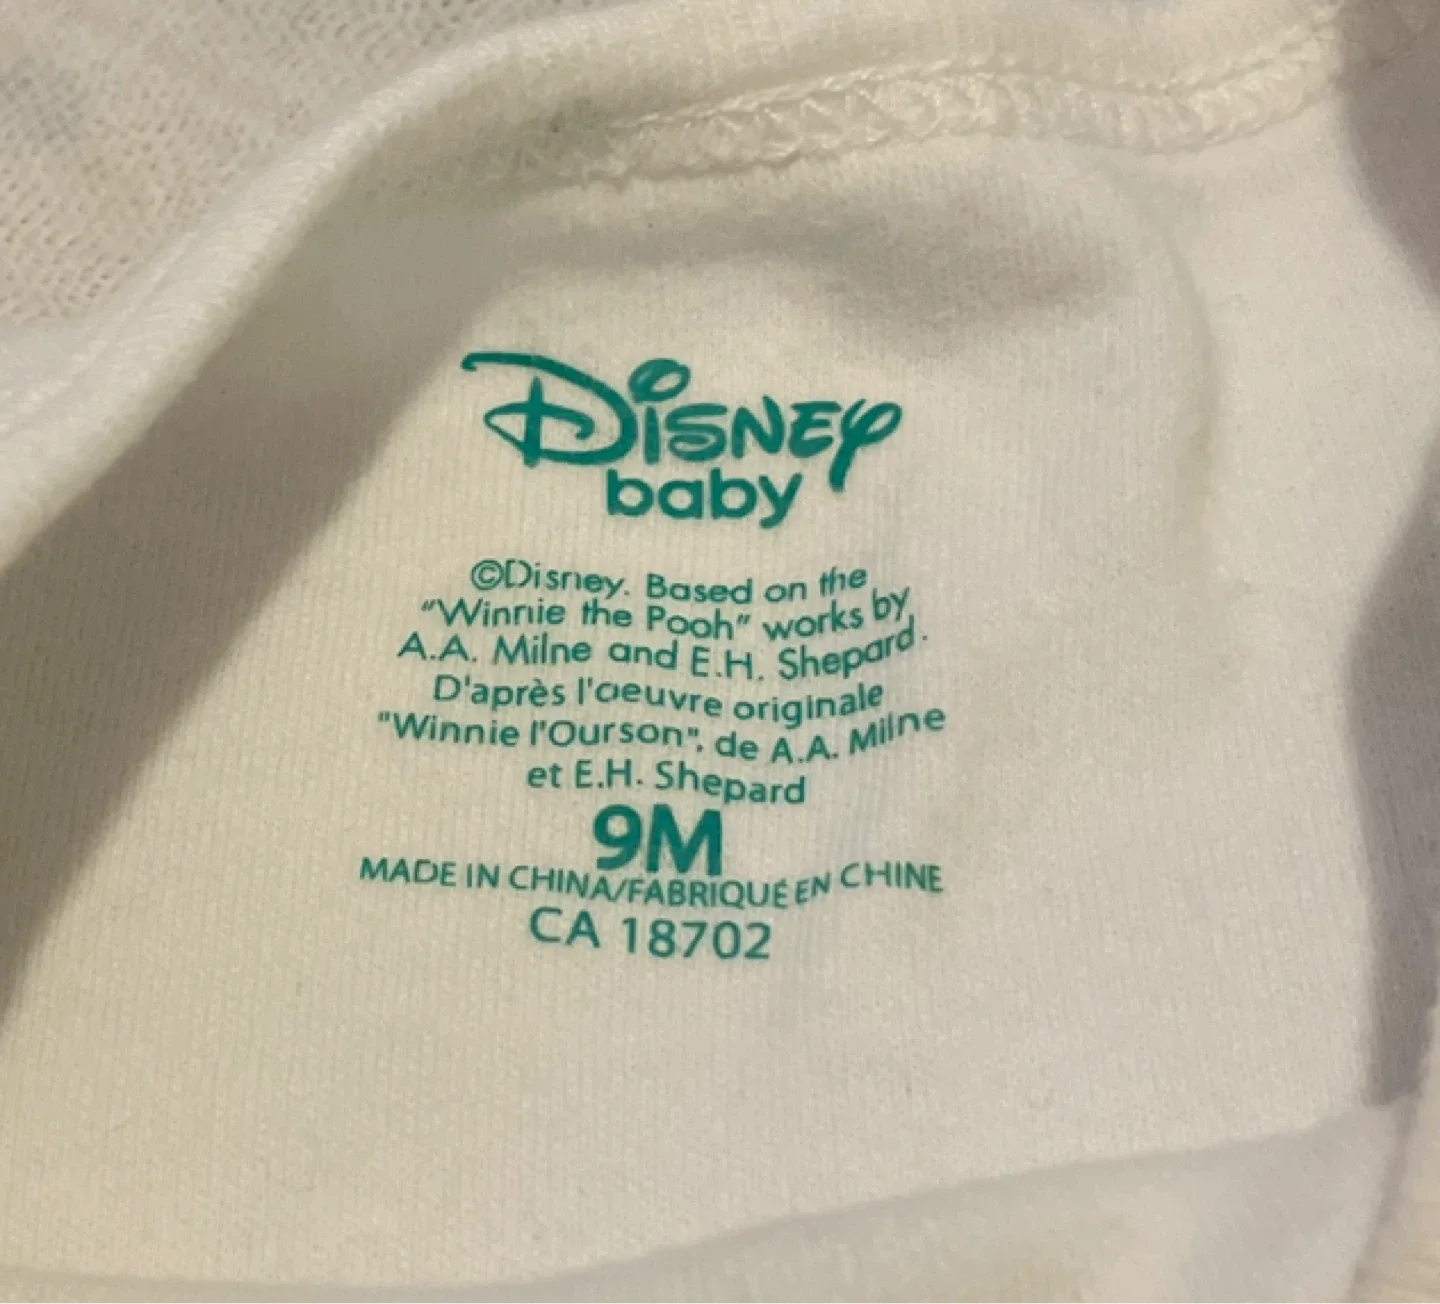 Disney
baby
©Disney. Based on the
“Winnie the Pooh” works by
A.A. Milne and E.H. Shepard.
D'après l'oeuvre originale
"Winnie l'Ourson", de A.A. Milne
et E.H. Shepard
9M
MADE IN CHINA/FABRIQUÉ EN CHINE
CA 18702